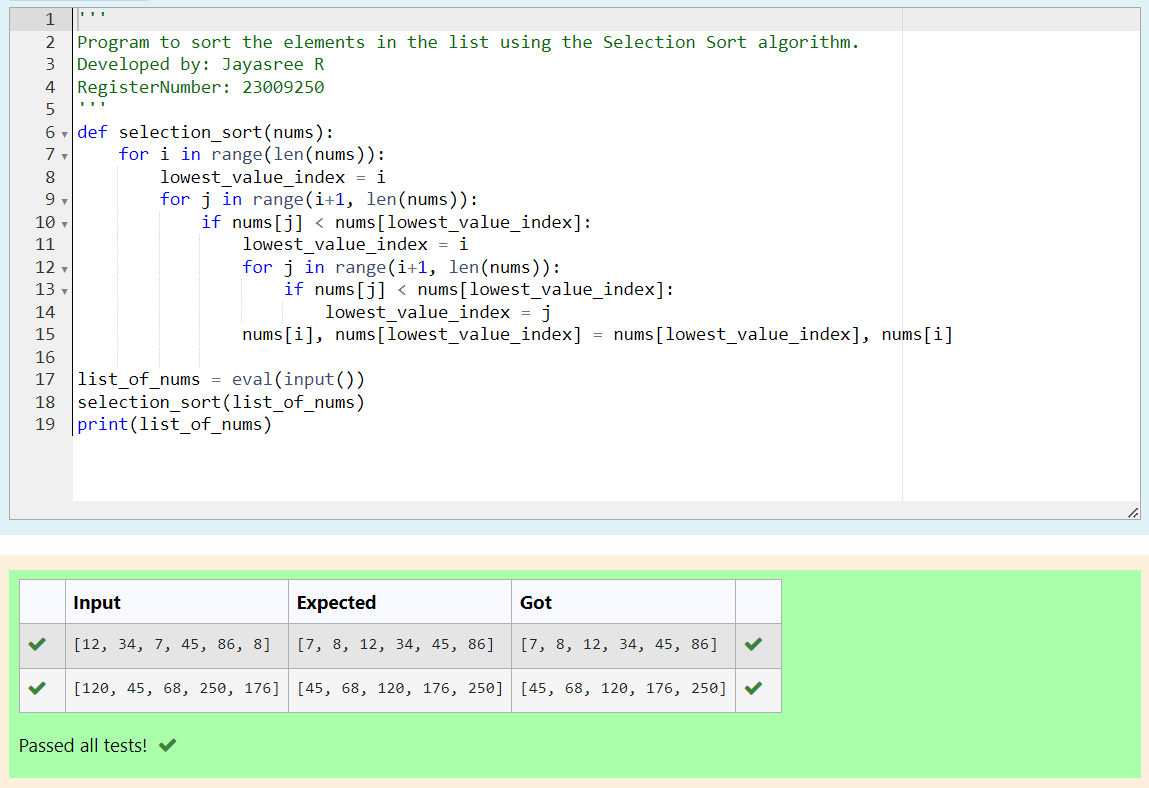 1 '''
2 Program to sort the elements in the list using the Selection Sort algorithm.
3 Developed by: Jayasree R
4 RegisterNumber: 23009250
5 '''
6 def selection_sort(nums):
7     for i in range(len(nums)):
8         lowest_value_index = i
9         for j in range(i+1, len(nums)):
10             if nums[j] < nums[lowest_value_index]:
11                 lowest_value_index = i
12                 for j in range(i+1, len(nums)):
13                     if nums[j] < nums[lowest_value_index]:
14                         lowest_value_index = j
15                 nums[i], nums[lowest_value_index] = nums[lowest_value_index], nums[i]
16
17 list_of_nums = eval(input())
18 selection_sort(list_of_nums)
19 print(list_of_nums)
Input Expected Got
[12, 34, 7, 45, 86, 8] [7, 8, 12, 34, 45, 86] [7, 8, 12, 34, 45, 86]
[120, 45, 68, 250, 176] [45, 68, 120, 176, 250] [45, 68, 120, 176, 250]
Passed all tests!